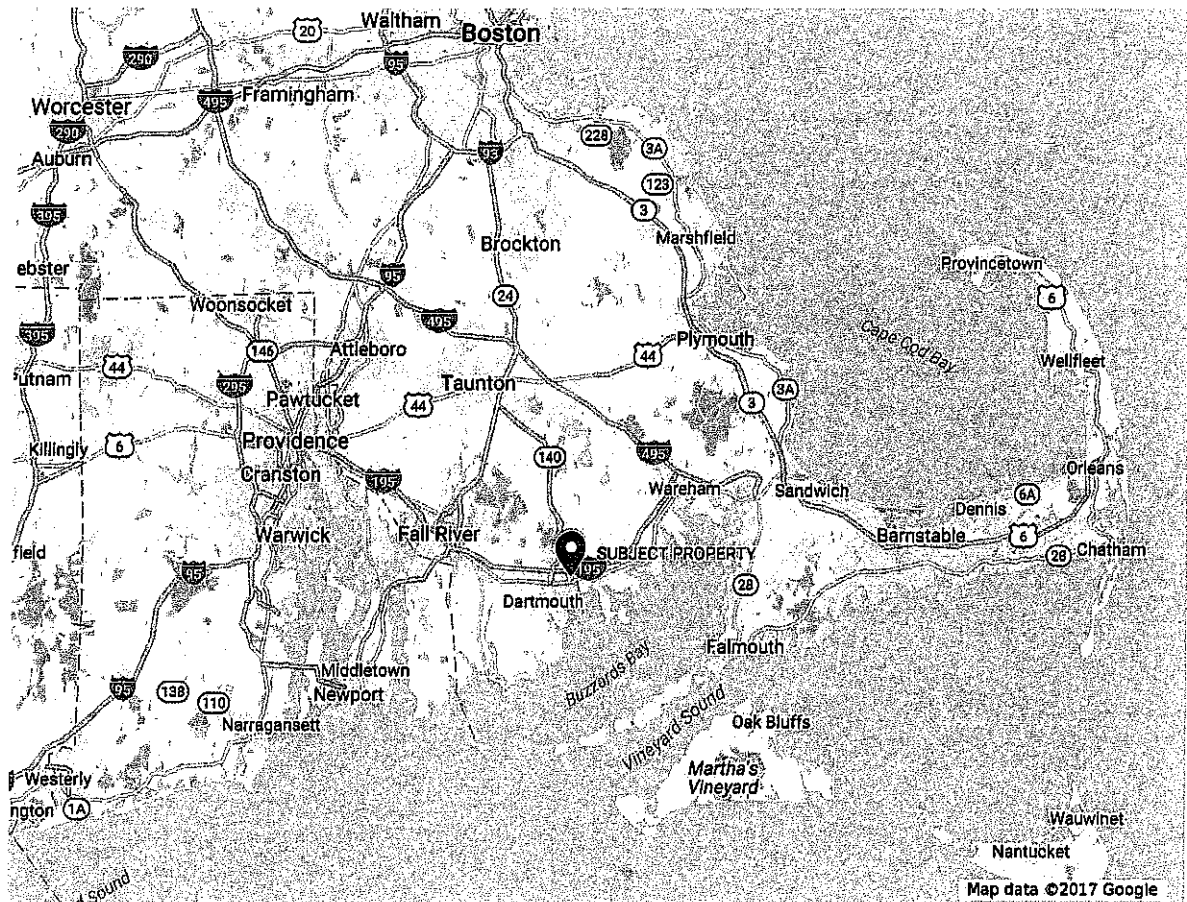 Waltham
20
Boston
290
95
495
Framingham
Worcester
290
228
93
3A
Auburn
123
395
3
Brockton
Marshfield
Provincetown
ebster
95
24
6
Woonsocket
495
Cape Cod Bay
395
146
Attleboro
44
Plymouth
Wellfleet
utnam
44
295
Taunton
3A
Pawtucket
44
3
Killingly
6
Providence
140
495
Cranston
195
Wareham
Sandwich
Orleans
6A
Dennis
Warwick
Fall River
Barnstable
6
field
SUBJECT PROPERTY
28
Chatham
95
195
28
Dartmouth
Falmouth
Middletown
Buzzards Bay
95
138
110
Newport
Narragansett
Vineyard Sound
Oak Bluffs
Martha's
Vineyard
Westerly
ngton
1A
Wauwinet
Nantucket
d Sound
Map data ©2017 Google